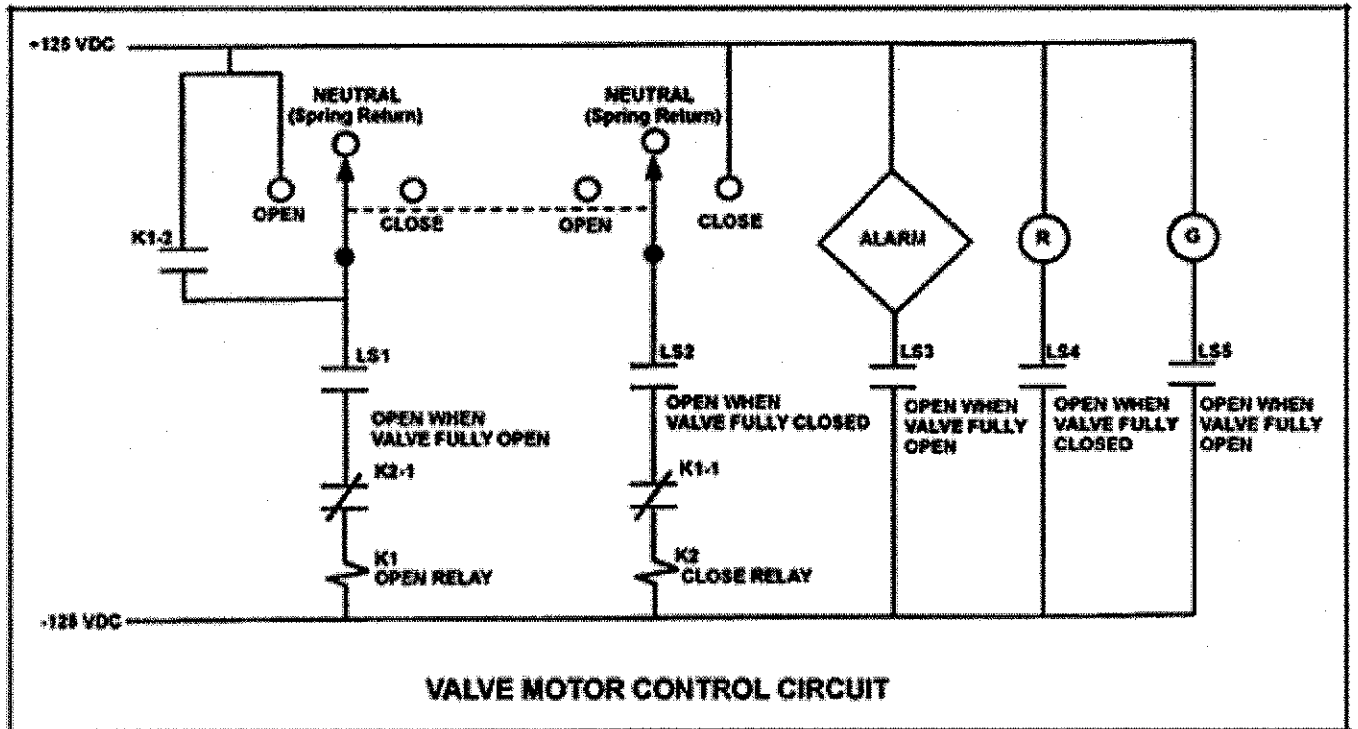 +125 VDC
NEUTRAL
(Spring Return)
NEUTRAL
(Spring Return)
OPEN
CLOSE
OPEN
CLOSE
K1-2
ALARM
R
G
LS1
LS2
LS3
LS4
LS5
OPEN WHEN
VALVE FULLY OPEN
OPEN WHEN
VALVE FULLY CLOSED
OPEN WHEN
VALVE FULLY
OPEN
OPEN WHEN
VALVE FULLY
CLOSED
OPEN WHEN
VALVE FULLY
OPEN
K2-1
K1-1
K1
OPEN RELAY
K2
CLOSE RELAY
-125 VDC
VALVE MOTOR CONTROL CIRCUIT